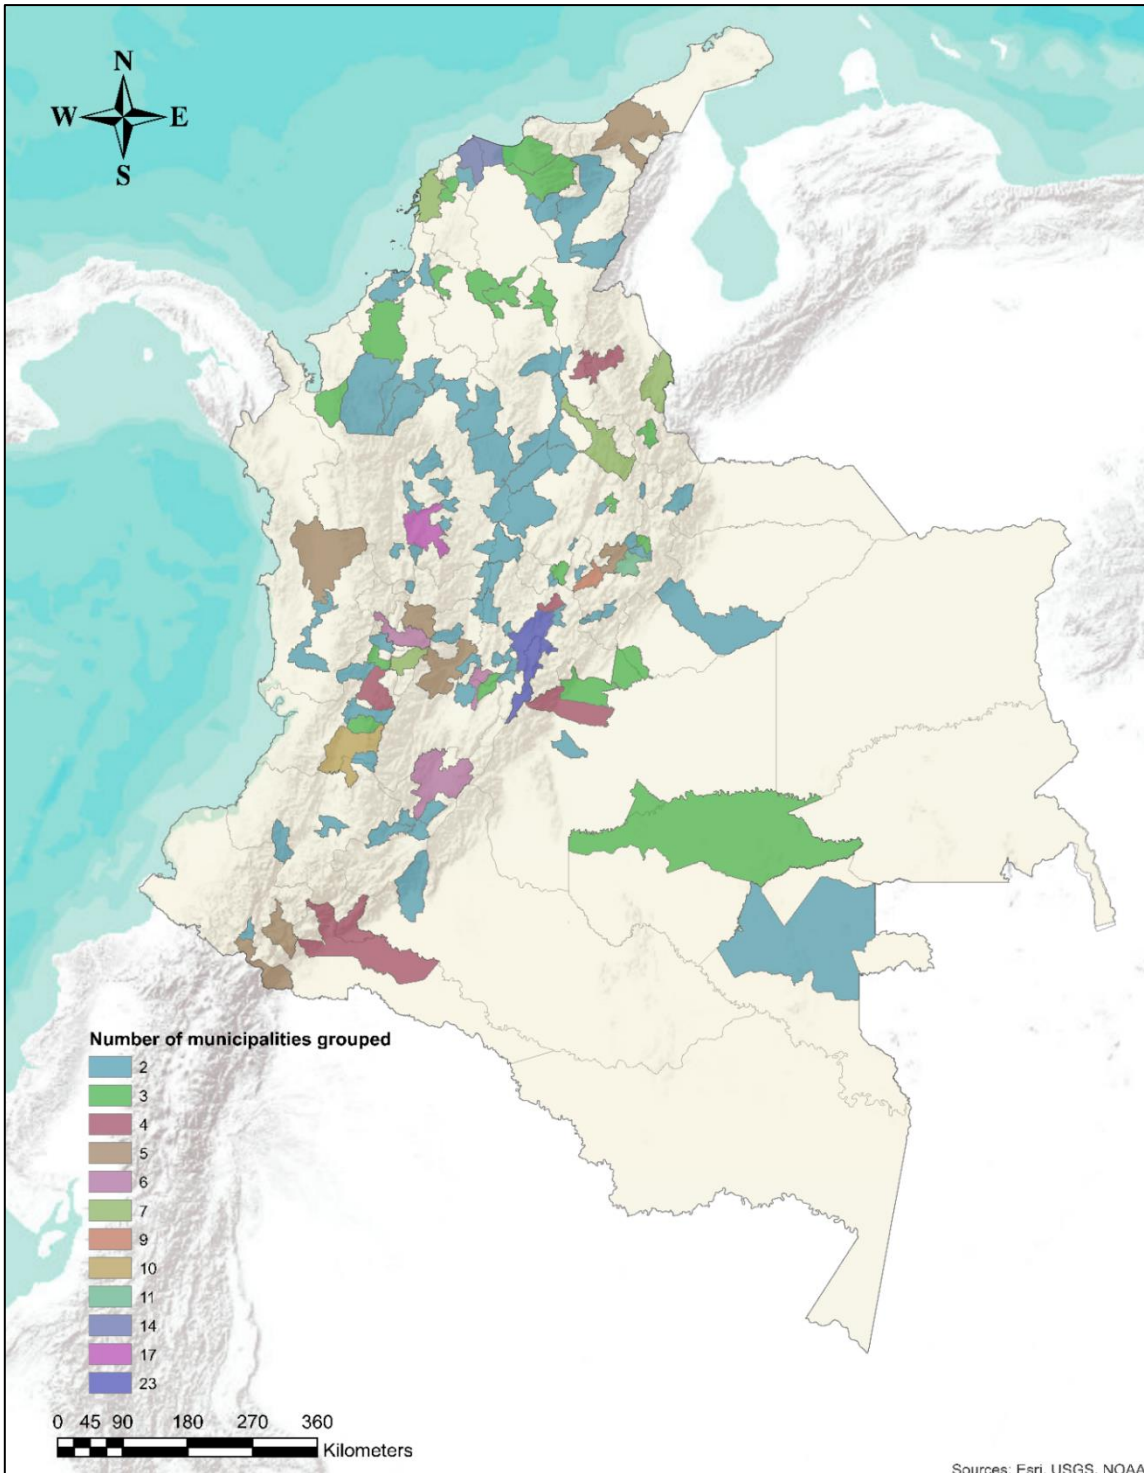 N
W E
S
Number of municipalities grouped
2
3
4
5
6
7
9
10
11
14
17
23
0 45 90 180 270 360
Kilometers
Sources: Esri, USGS, NOAA